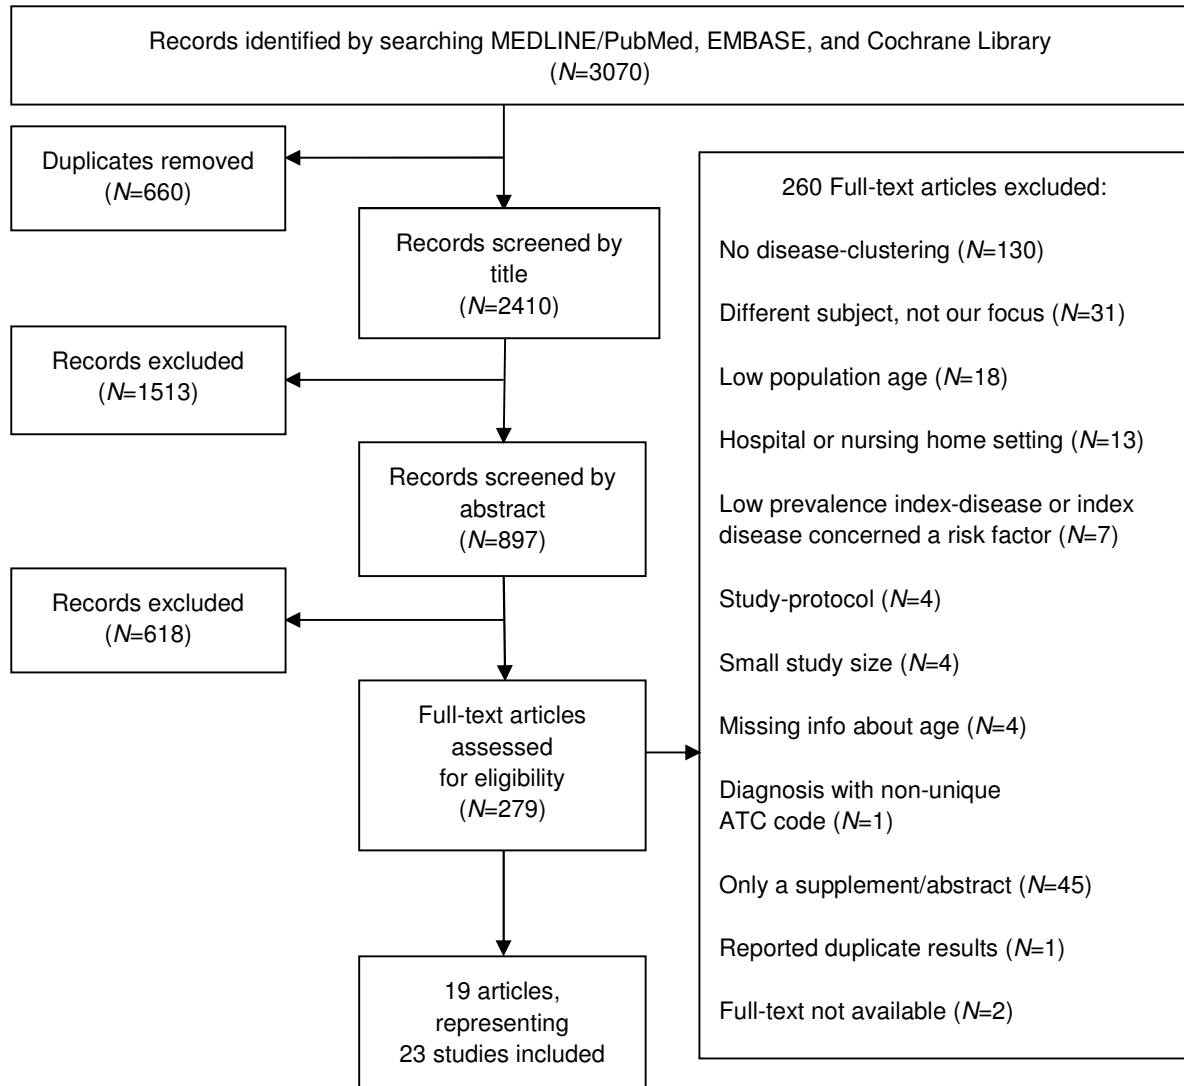 Records identified by searching MEDLINE/PubMed, EMBASE, and Cochrane Library
(N=3070)
Duplicates removed
(N=660)
Records screened by
title
(N=2410)
Records excluded
(N=1513)
Records screened by
abstract
(N=897)
Records excluded
(N=618)
Full-text articles
assessed
for eligibility
(N=279)
260 Full-text articles excluded:
No disease-clustering (N=130)
Different subject, not our focus (N=31)
Low population age (N=18)
Hospital or nursing home setting (N=13)
Low prevalence index-disease or index
disease concerned a risk factor (N=7)
Study-protocol (N=4)
Small study size (N=4)
Missing info about age (N=4)
Diagnosis with non-unique
ATC code (N=1)
Only a supplement/abstract (N=45)
Reported duplicate results (N=1)
Full-text not available (N=2)
19 articles,
representing
23 studies included